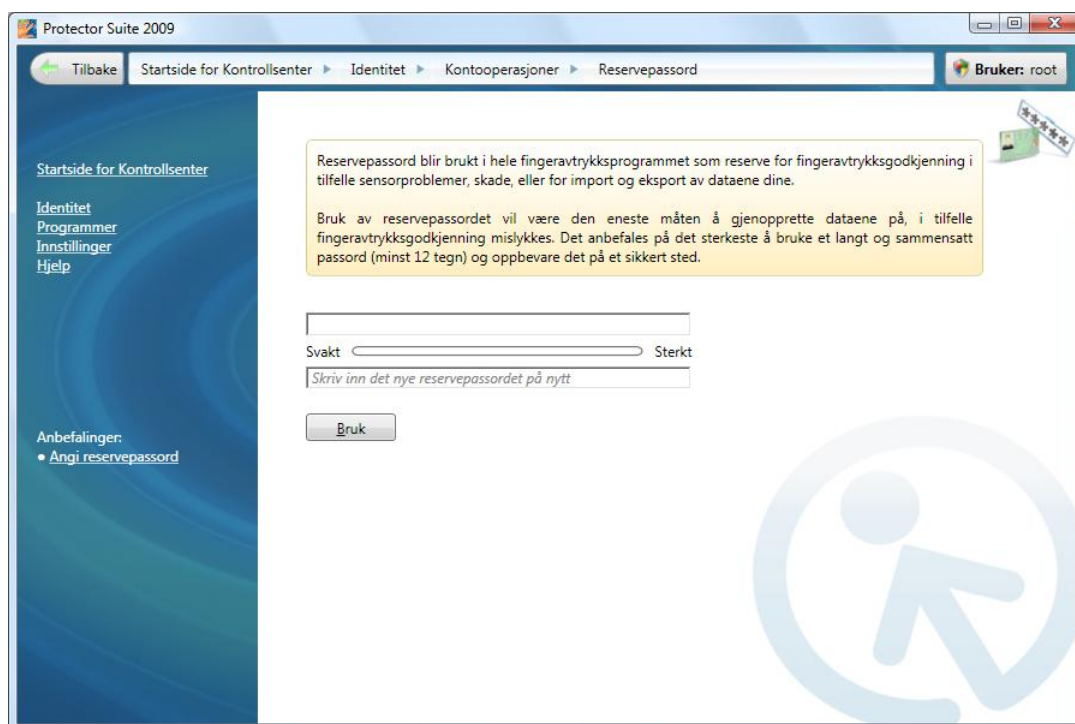 Protector Suite 2009
Tilbake
Startside for Kontrollsenter
Identitet
Kontooperasjoner
Reservepassord
Bruker: root
Startside for Kontrollsenter
Identitet
Programmer
Innstillinger
Hjelp
Anbefalinger:
• Angi reservepassord
Reservepassord blir brukt i hele fingeravtrykksprogrammet som reserve for fingeravtrykksgodkjenning i
tilfelle sensorproblemer, skade, eller for import og eksport av dataene dine.
Bruk av reservepassordet vil være den eneste måten å gjenopprette dataene på, i tilfelle
fingeravtrykksgodkjenning mislykkes. Det anbefales på det sterkeste å bruke et langt og sammensatt
passord (minst 12 tegn) og oppbevare det på et sikkert sted.
Svakt
Sterkt
Skriv inn det nye reservepassordet på nytt
Bruk